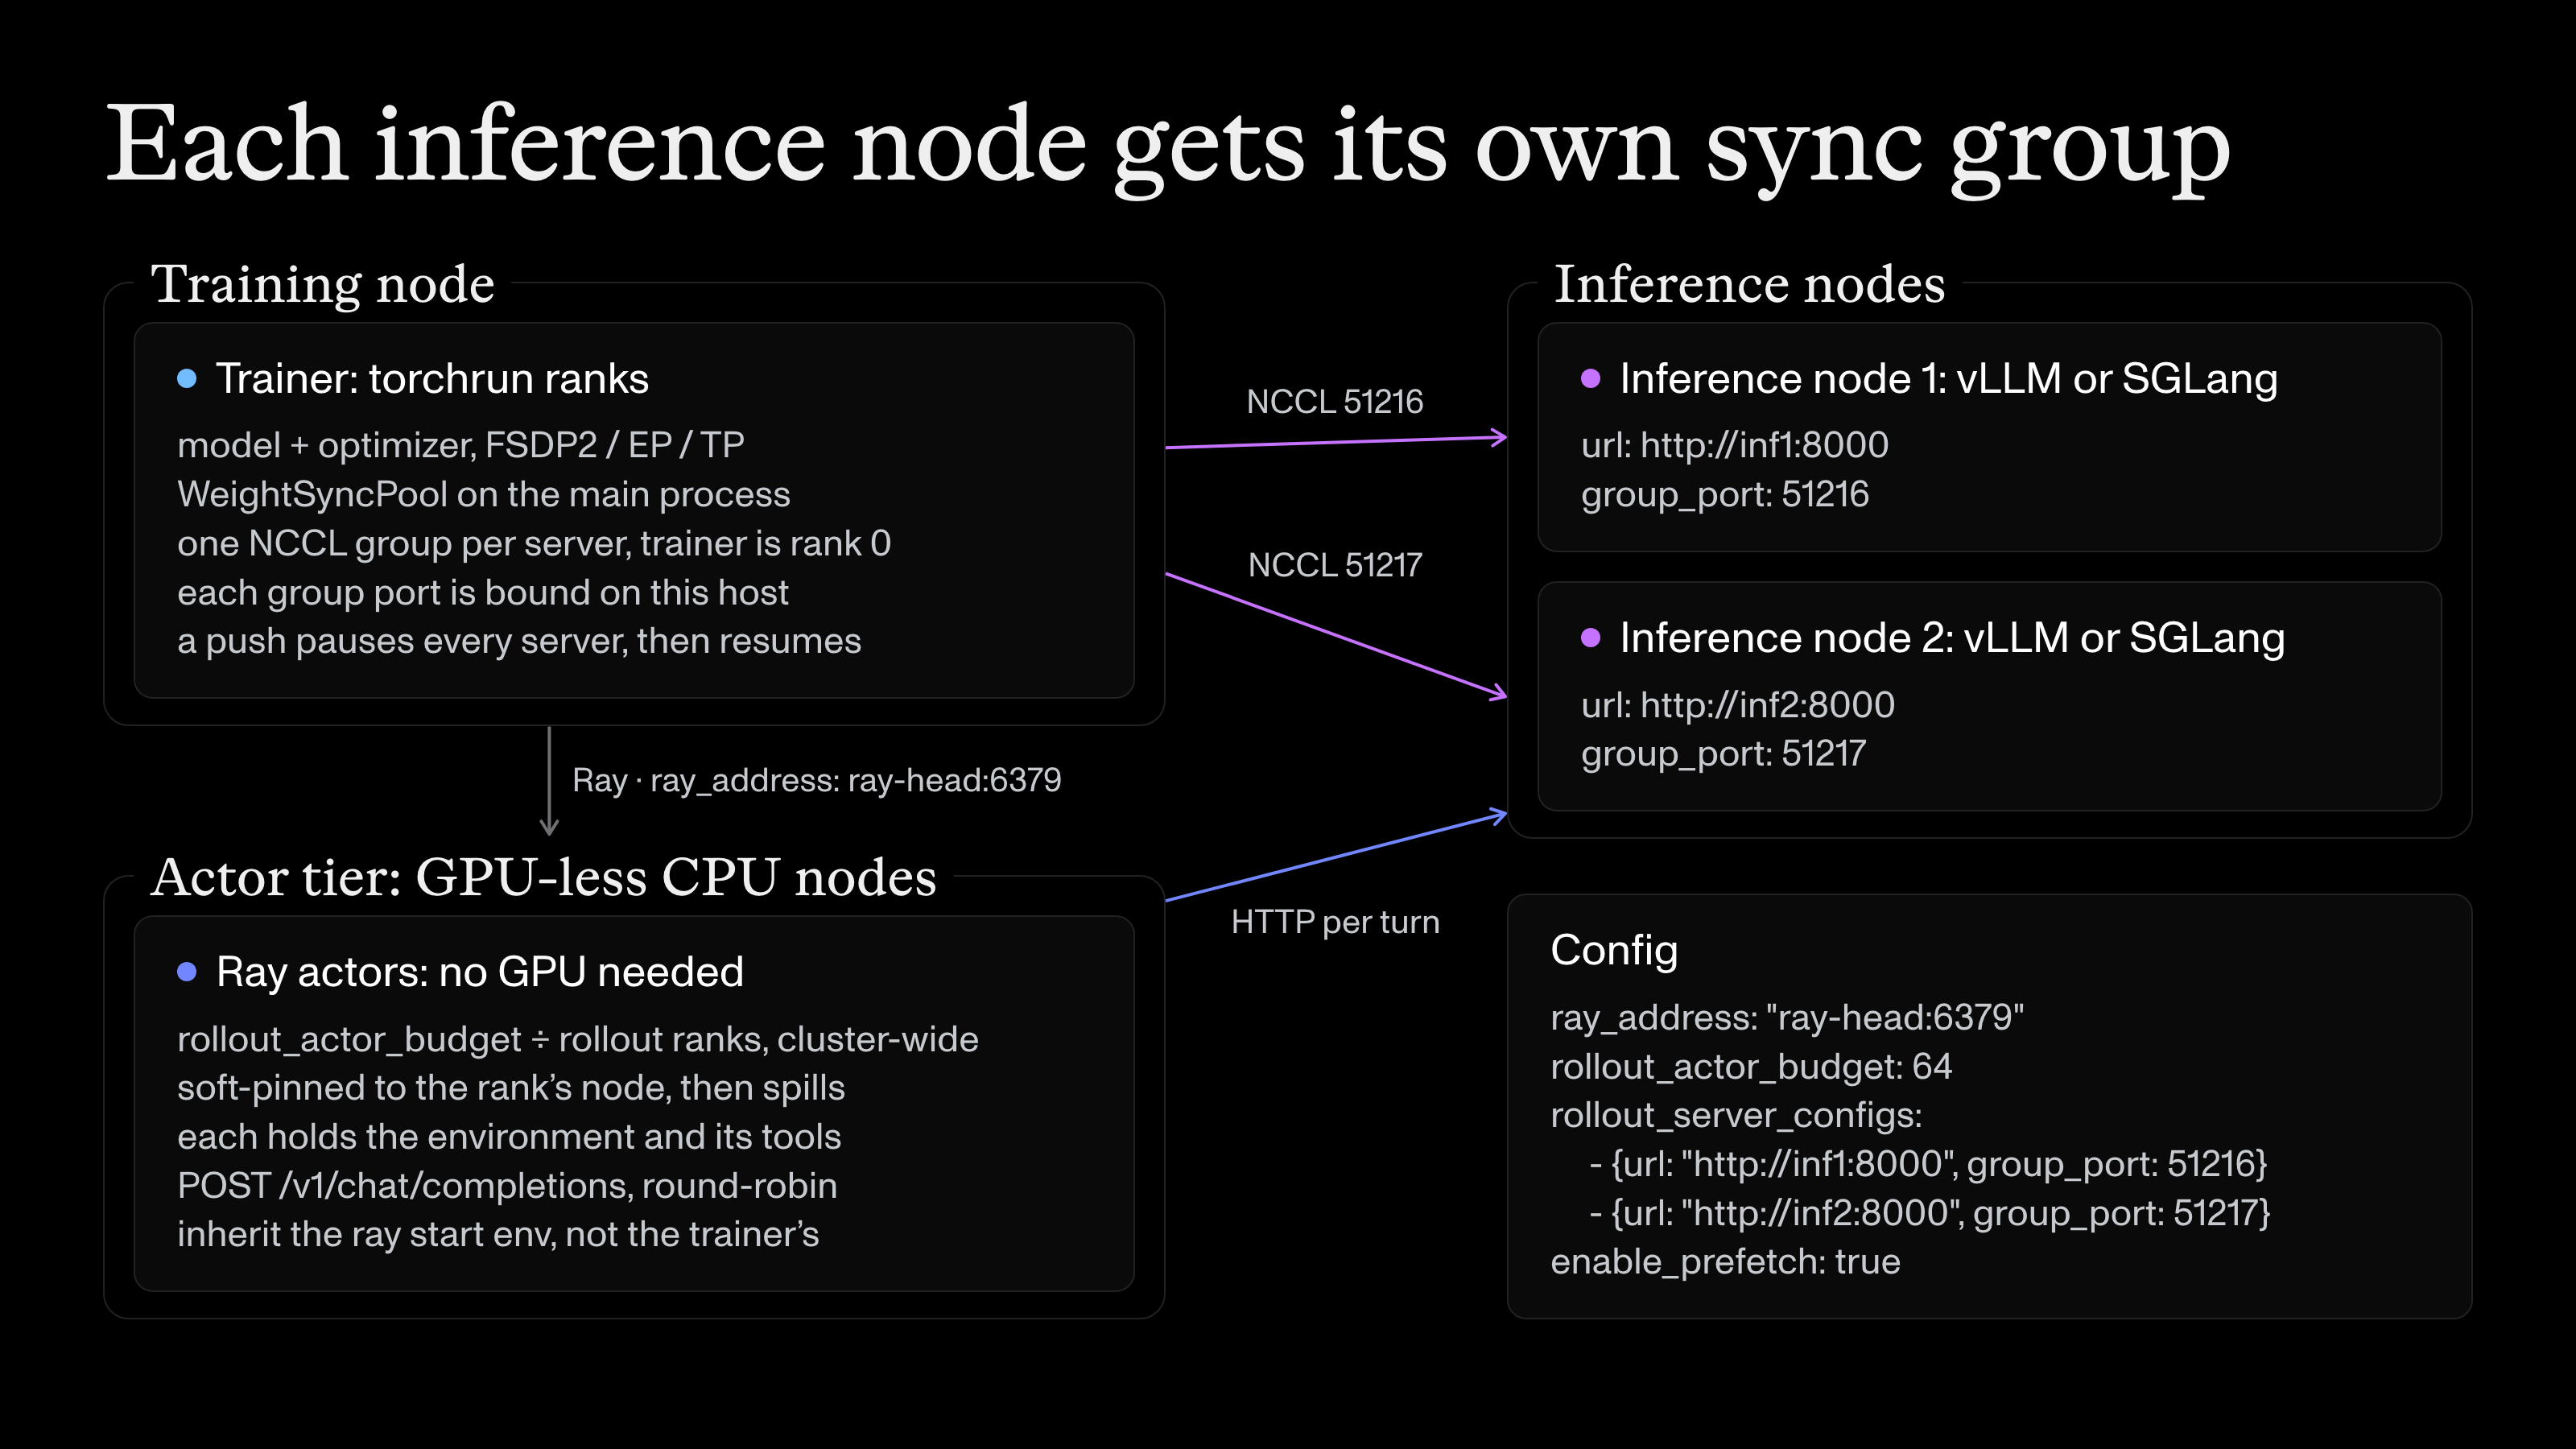 Each inference node gets its own sync group
Training node
Trainer: torchrun ranks
model + optimizer, FSDP2 / EP / TP
WeightSyncPool on the main process
one NCCL group per server, trainer is rank 0
each group port is bound on this host
a push pauses every server, then resumes
NCCL 51216
NCCL 51217
Inference nodes
Inference node 1: vLLM or SGLang
url: http://inf1:8000
group_port: 51216
Inference node 2: vLLM or SGLang
url: http://inf2:8000
group_port: 51217
Ray · ray_address: ray-head:6379
Actor tier: GPU-less CPU nodes
Ray actors: no GPU needed
rollout_actor_budget ÷ rollout ranks, cluster-wide
soft-pinned to the rank’s node, then spills
each holds the environment and its tools
POST /v1/chat/completions, round-robin
inherit the ray start env, not the trainer’s
HTTP per turn
Config
ray_address: "ray-head:6379"
rollout_actor_budget: 64
rollout_server_configs:
- {url: "http://inf1:8000", group_port: 51216}
- {url: "http://inf2:8000", group_port: 51217}
enable_prefetch: true